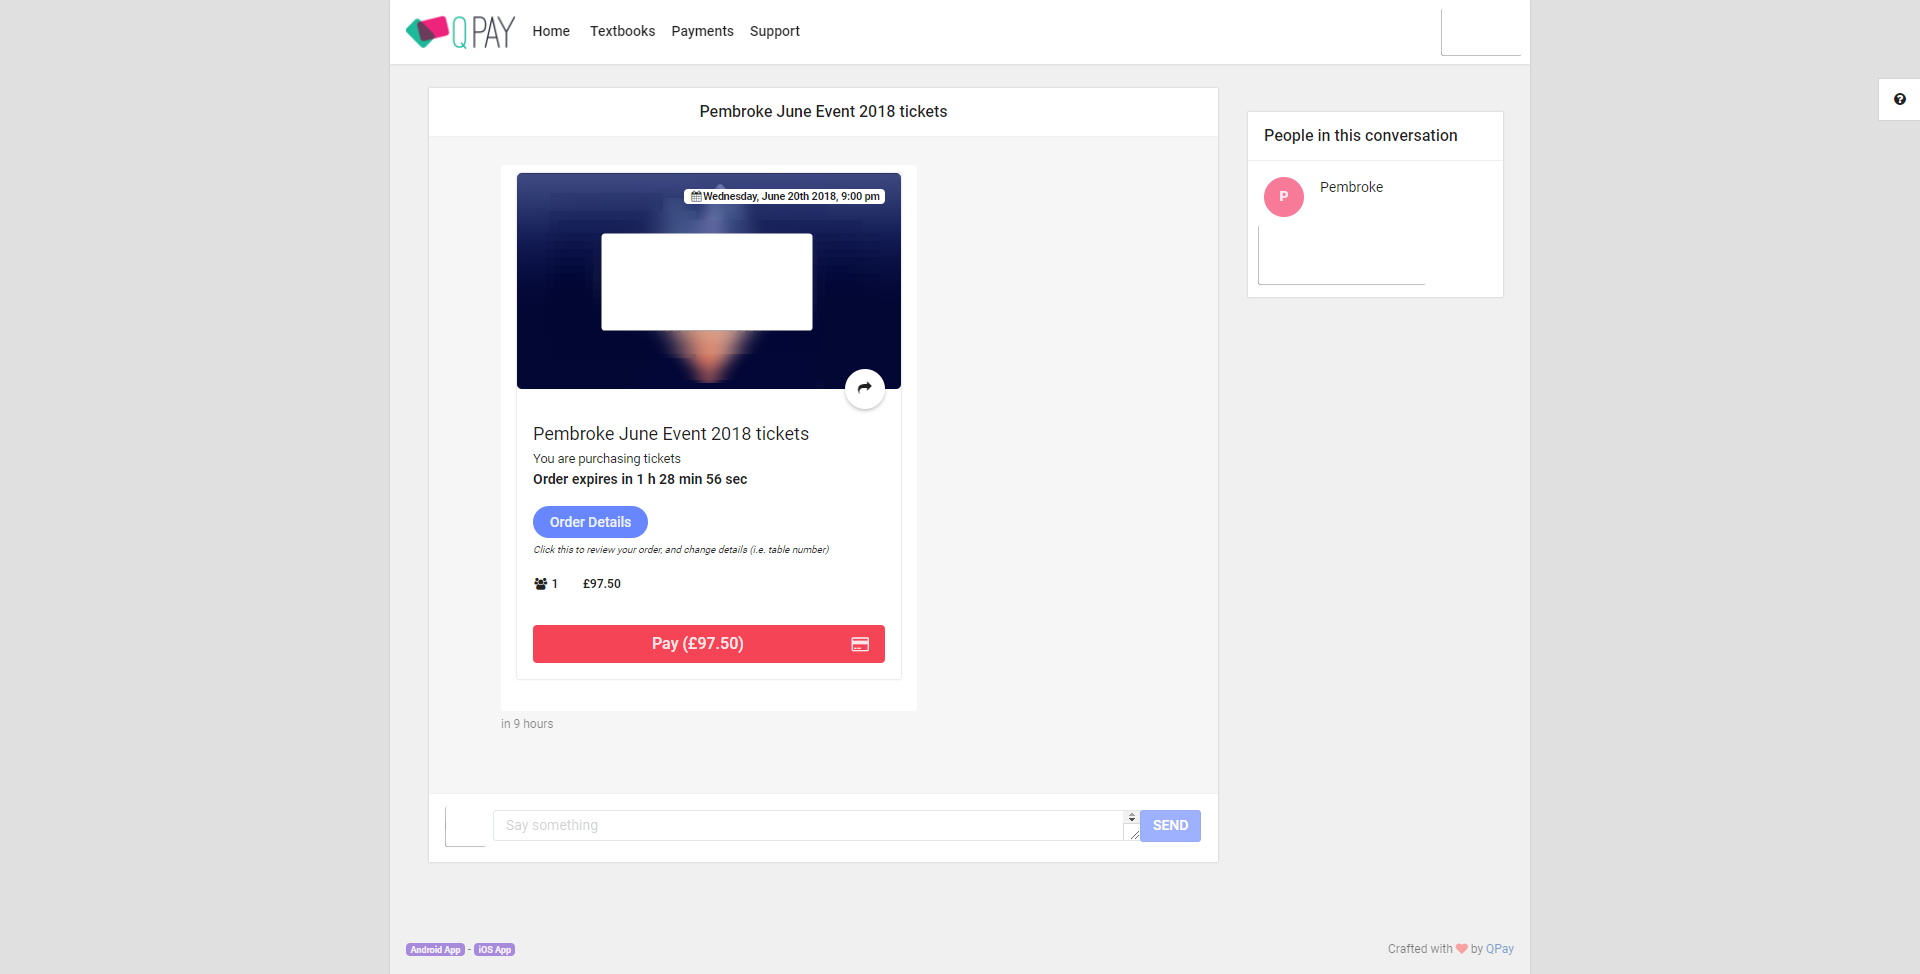 QPAY
Home Textbooks Payments Support
Pembroke June Event 2018 tickets
Wednesday, June 20th 2018, 9:00 pm
Pembroke June Event 2018 tickets
You are purchasing tickets
Order expires in 1 h 28 min 56 sec
Order Details
Click this to review your order, and change details (i.e. table number)
1 £97.50
Pay (£97.50)
in 9 hours
Say something
SEND
People in this conversation
P Pembroke
Android App - iOS App
Crafted with ❤ by QPay